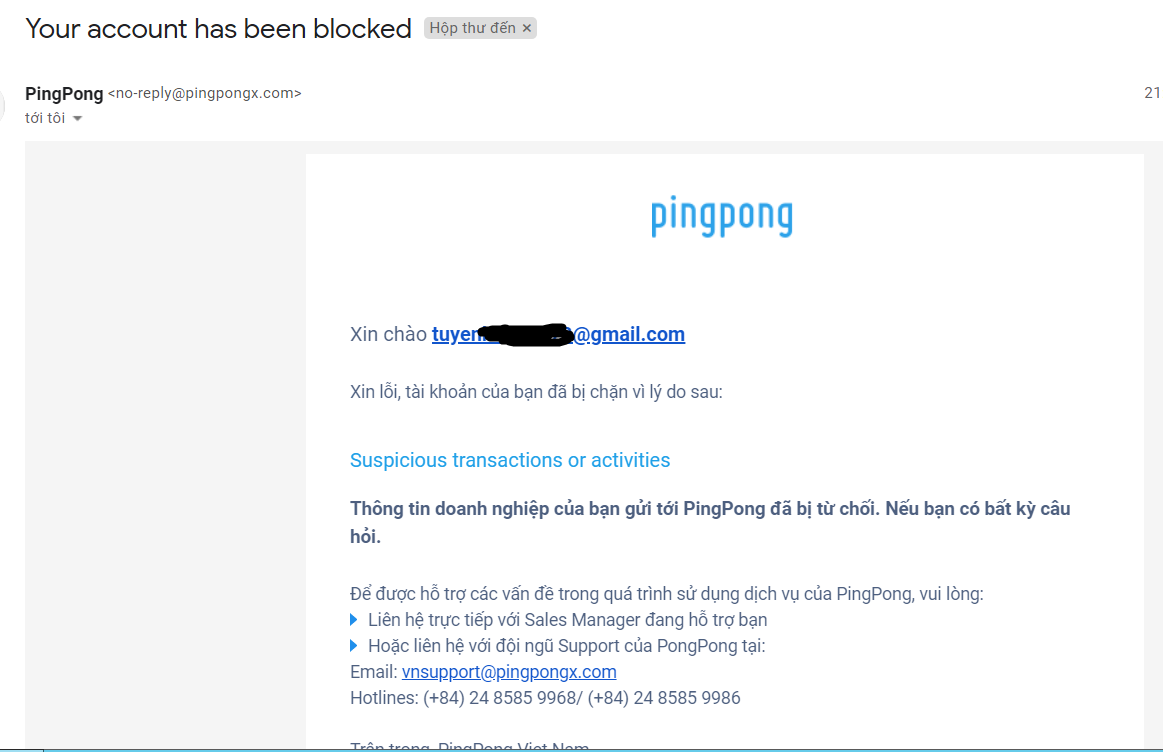 Your account has been blocked Hộp thư đến ×
PingPong <no-reply@pingpongx.com> 21
tới tôi
pingpong
Xin chào @gmail.com
Xin lỗi, tài khoản của bạn đã bị chặn vì lý do sau:
Suspicious transactions or activities
Thông tin doanh nghiệp của bạn gửi tới PingPong đã bị từ chối. Nếu bạn có bất kỳ câu
hỏi.
Để được hỗ trợ các vấn đề trong quá trình sử dụng dịch vụ của PingPong, vui lòng:
Liên hệ trực tiếp với Sales Manager đang hỗ trợ bạn
Hoặc liên hệ với đội ngũ Support của PongPong tại:
Email: vnsupport@pingpongx.com
Hotlines: (+84) 24 8585 9968/ (+84) 24 8585 9986
Trân trọng, PingPong Viet Nam